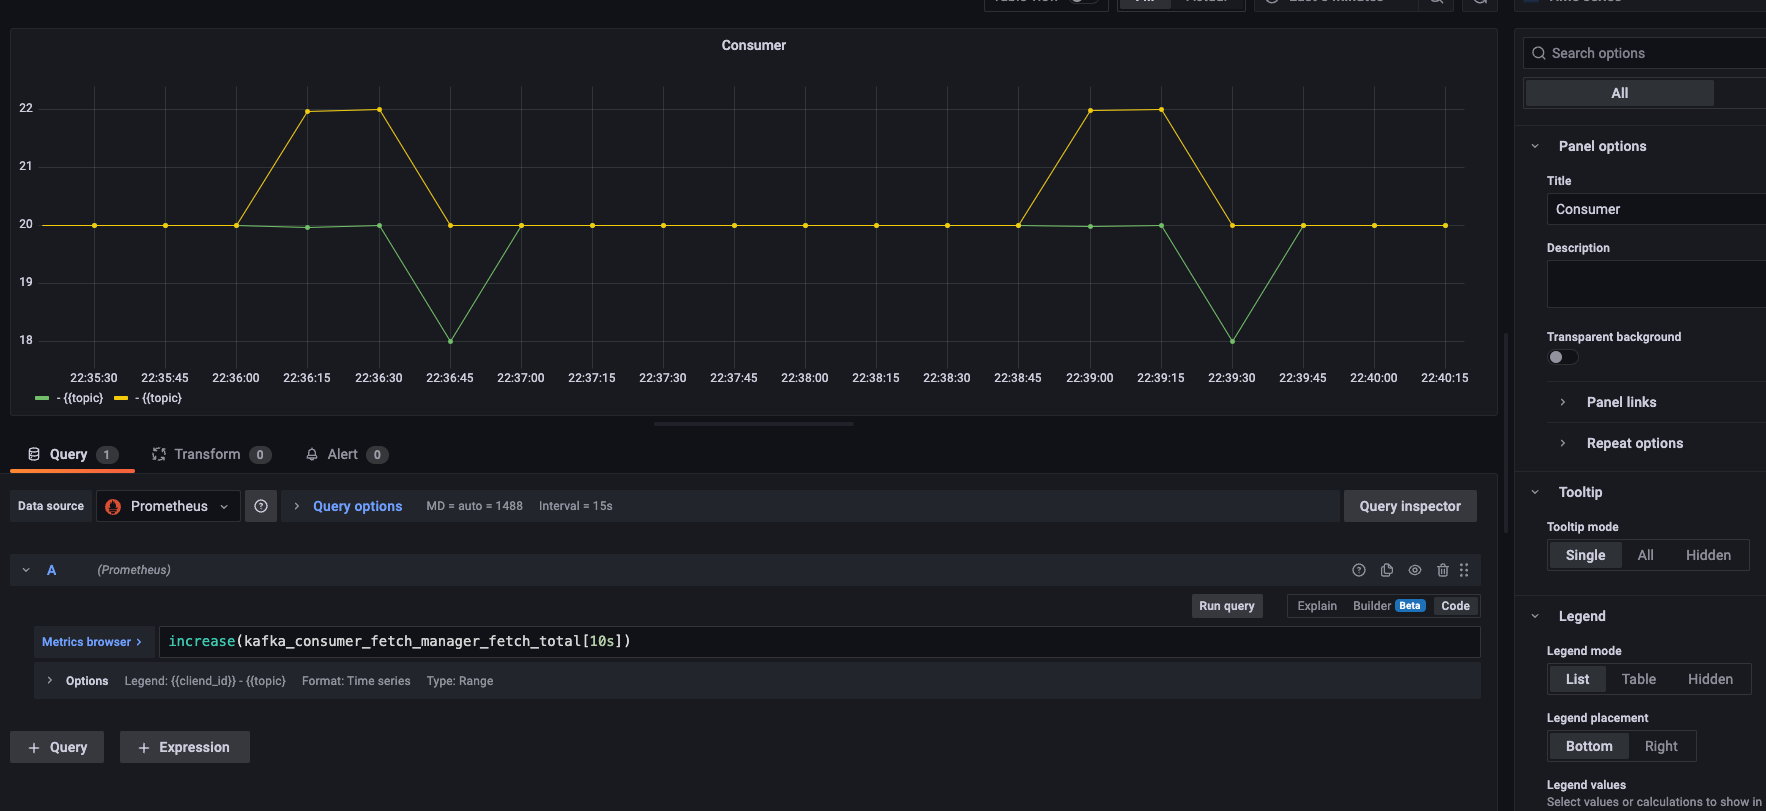 Consumer
22
21
20
19
18
22:35:30 22:35:45 22:36:00 22:36:15 22:36:30 22:36:45 22:37:00 22:37:15 22:37:30 22:37:45 22:38:00 22:38:15 22:38:30 22:38:45 22:39:00 22:39:15 22:39:30 22:39:45 22:40:00 22:40:15
- {{topic} - {{topic}
Query 1 Transform 0 Alert 0
Data source Prometheus Query options MD = auto = 1488 Interval = 15s Query inspector
A (Prometheus)
Run query Explain Builder Beta Code
Metrics browser > increase(kafka_consumer_fetch_manager_fetch_total[10s])
Options Legend: {{cliend_id}} - {{topic} Format: Time series Type: Range
+ Query + Expression
Search options
All
Panel options
Title
Consumer
Description
Transparent background
Panel links
Repeat options
Tooltip
Tooltip mode
Single All Hidden
Legend
Legend mode
List Table Hidden
Legend placement
Bottom Right
Legend values
Select values or calculations to show in